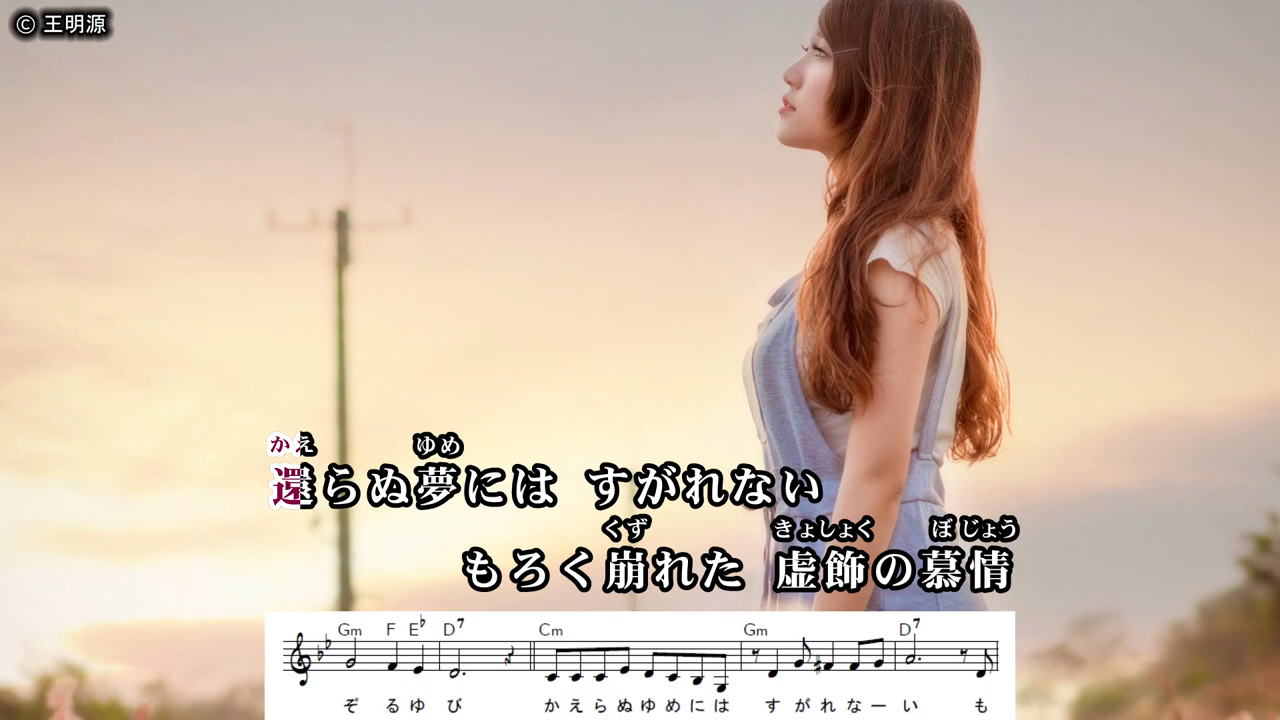 © 王明源
かえ ゆめ
還らぬ夢には すがれない
くず きょしょく ぼじょう
もろく崩れた 虚飾の慕情
Gm F E♭ D7 Cm Gm D7
ぞ るゆ び かえらぬゆめには すがれなーい も